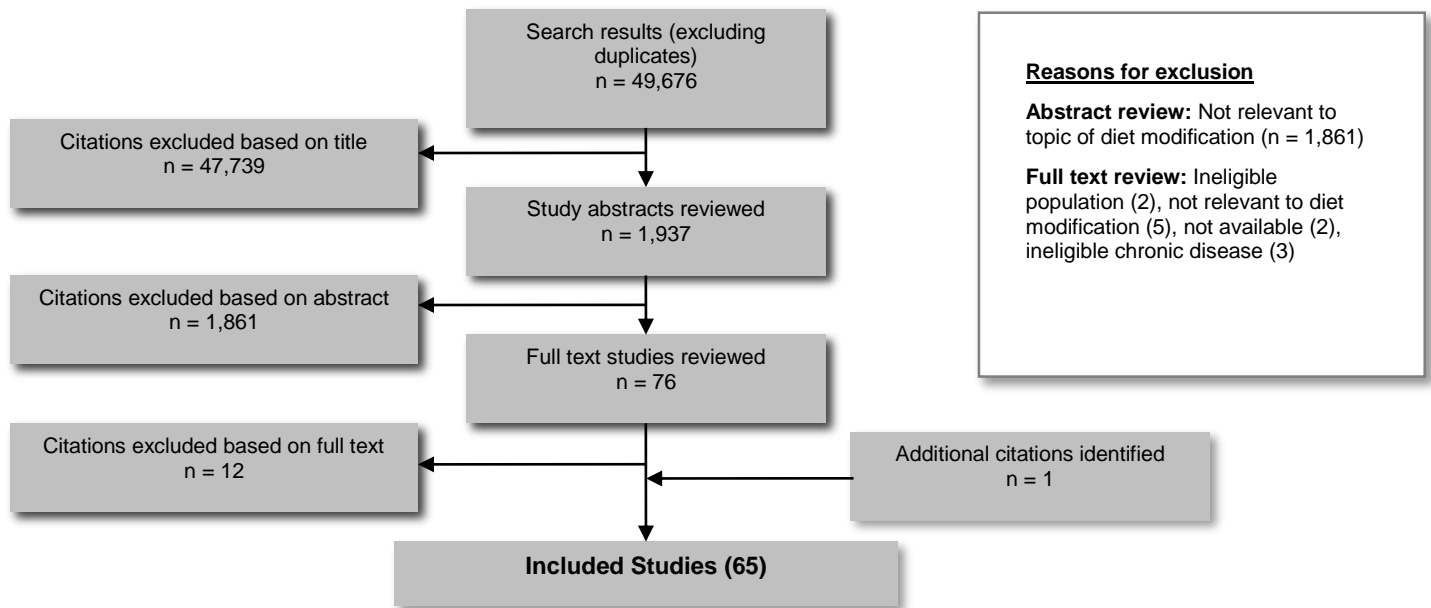 Search results (excluding
duplicates)
n = 49,676
Citations excluded based on title
n = 47,739
Study abstracts reviewed
n = 1,937
Citations excluded based on abstract
n = 1,861
Full text studies reviewed
n = 76
Citations excluded based on full text
n = 12
Additional citations identified
n = 1
Included Studies (65)
Reasons for exclusion
Abstract review: Not relevant to
topic of diet modification (n = 1,861)
Full text review: Ineligible
population (2), not relevant to diet
modification (5), not available (2),
ineligible chronic disease (3)